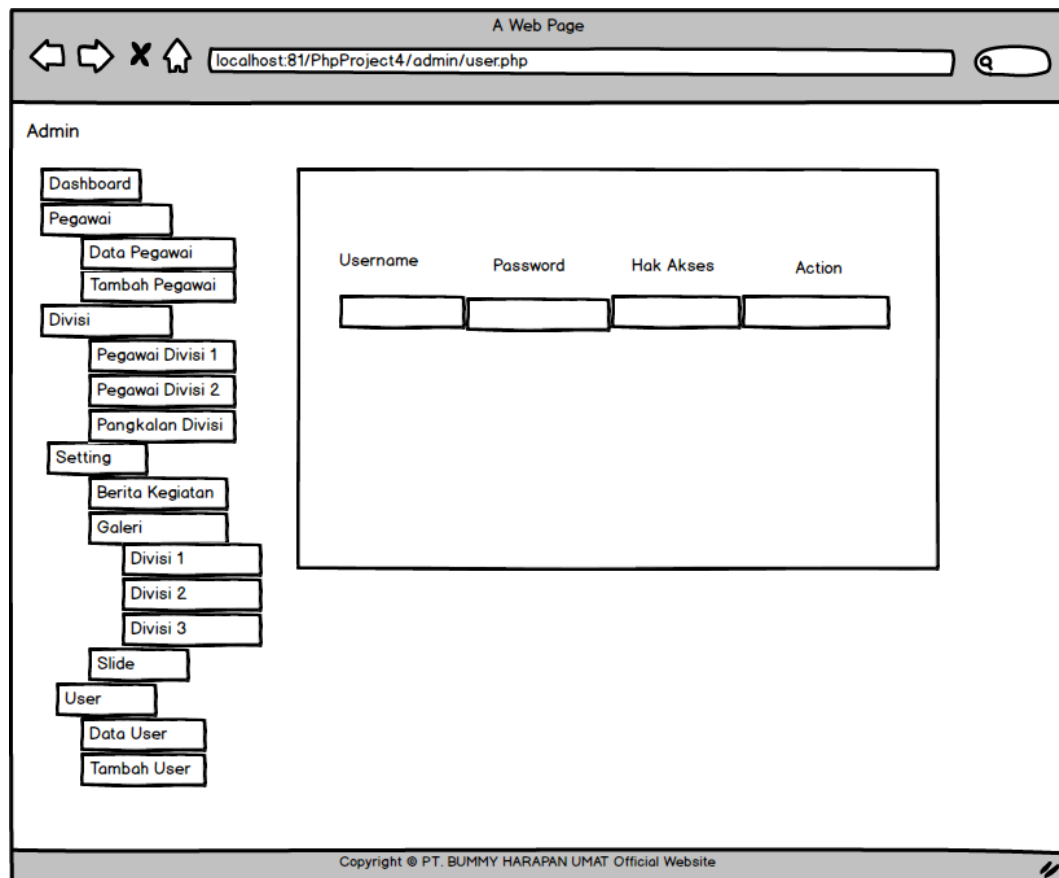 A Web Page
localhost:81/PhpProject4/admin/user.php
Admin
Dashboard
Pegawai
Data Pegawai
Tambah Pegawai
Divisi
Pegawai Divisi 1
Pegawai Divisi 2
Pangkalan Divisi
Setting
Berita Kegiatan
Galeri
Divisi 1
Divisi 2
Divisi 3
Slide
User
Data User
Tambah User
Username Password Hak Akses Action
Copyright © PT. BUMMY HARAPAN UMAT Official Website